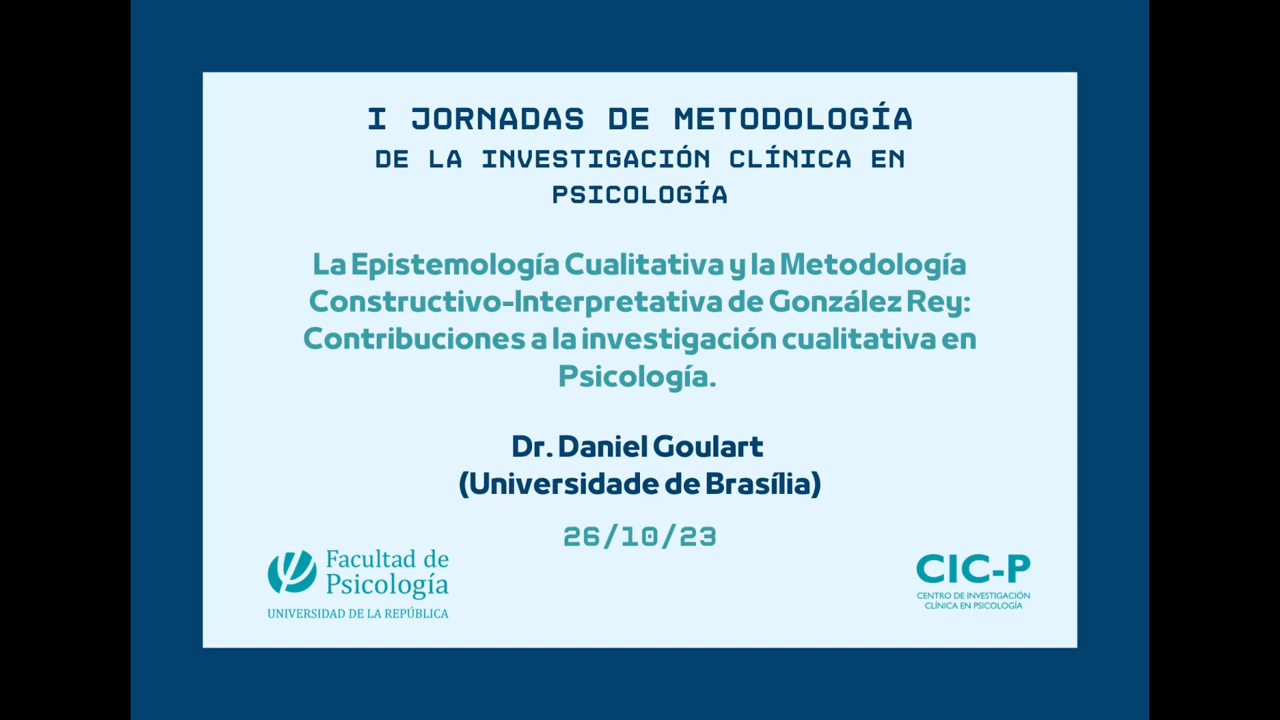 I JORNADAS DE METODOLOGÍA
DE LA INVESTIGACIÓN CLÍNICA EN
PSICOLOGÍA
La Epistemología Cualitativa y la Metodología
Constructivo-Interpretativa de González Rey:
Contribuciones a la investigación cualitativa en
Psicología.
Dr. Daniel Goulart
(Universidade de Brasília)
26/10/23
Facultad de
Psicología
UNIVERSIDAD DE LA REPÚBLICA
CIC-P
CENTRO DE INVESTIGACIÓN
CLÍNICA EN PSICOLOGÍA